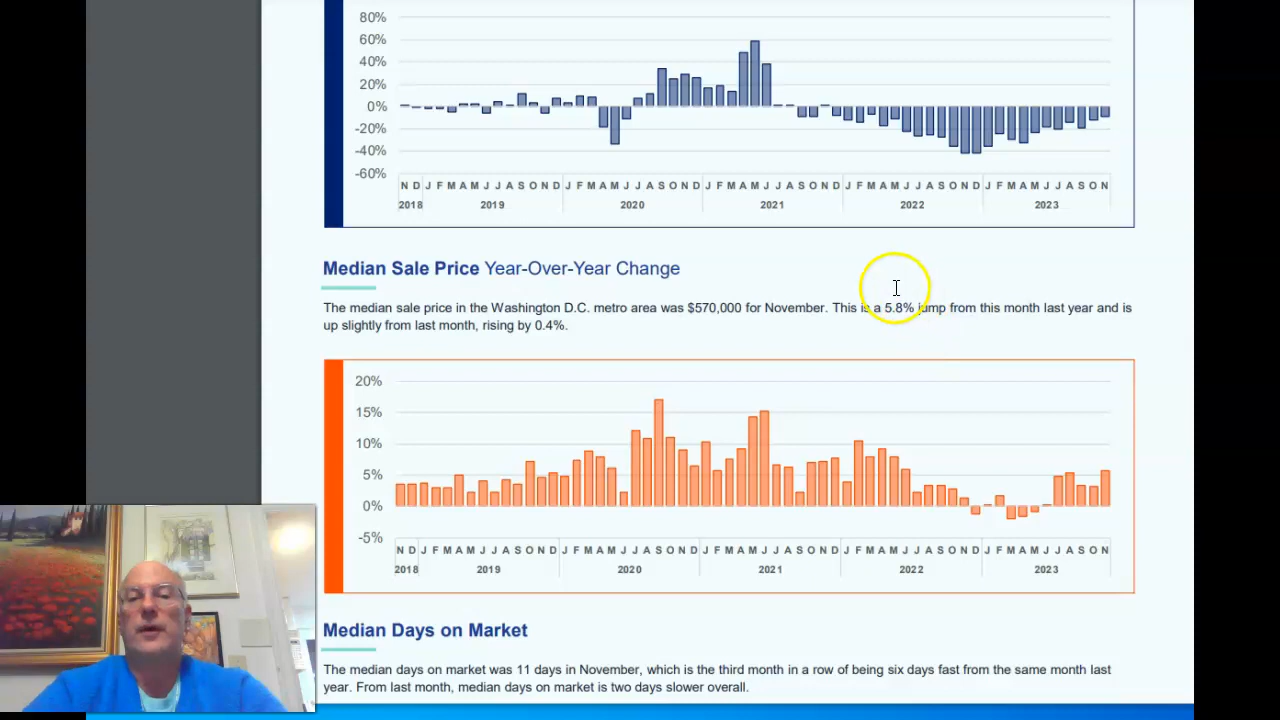 80%
60%
40%
20%
0%
-20%
-40%
-60%
N D J F M A M J J A S O N D J F M A M J J A S O N D J F M A M J J A S O N D J F M A M J J A S O N D J F M A M J J A S O N
2018 2019 2020 2021 2022 2023
Median Sale Price Year-Over-Year Change
The median sale price in the Washington D.C. metro area was $570,000 for November. This is a 5.8% jump from this month last year and is
up slightly from last month, rising by 0.4%.
20%
15%
10%
5%
0%
-5%
N D J F M A M J J A S O N D J F M A M J J A S O N D J F M A M J J A S O N D J F M A M J J A S O N D J F M A M J J A S O N
2018 2019 2020 2021 2022 2023
Median Days on Market
The median days on market was 11 days in November, which is the third month in a row of being six days fast from the same month last
year. From last month, median days on market is two days slower overall.